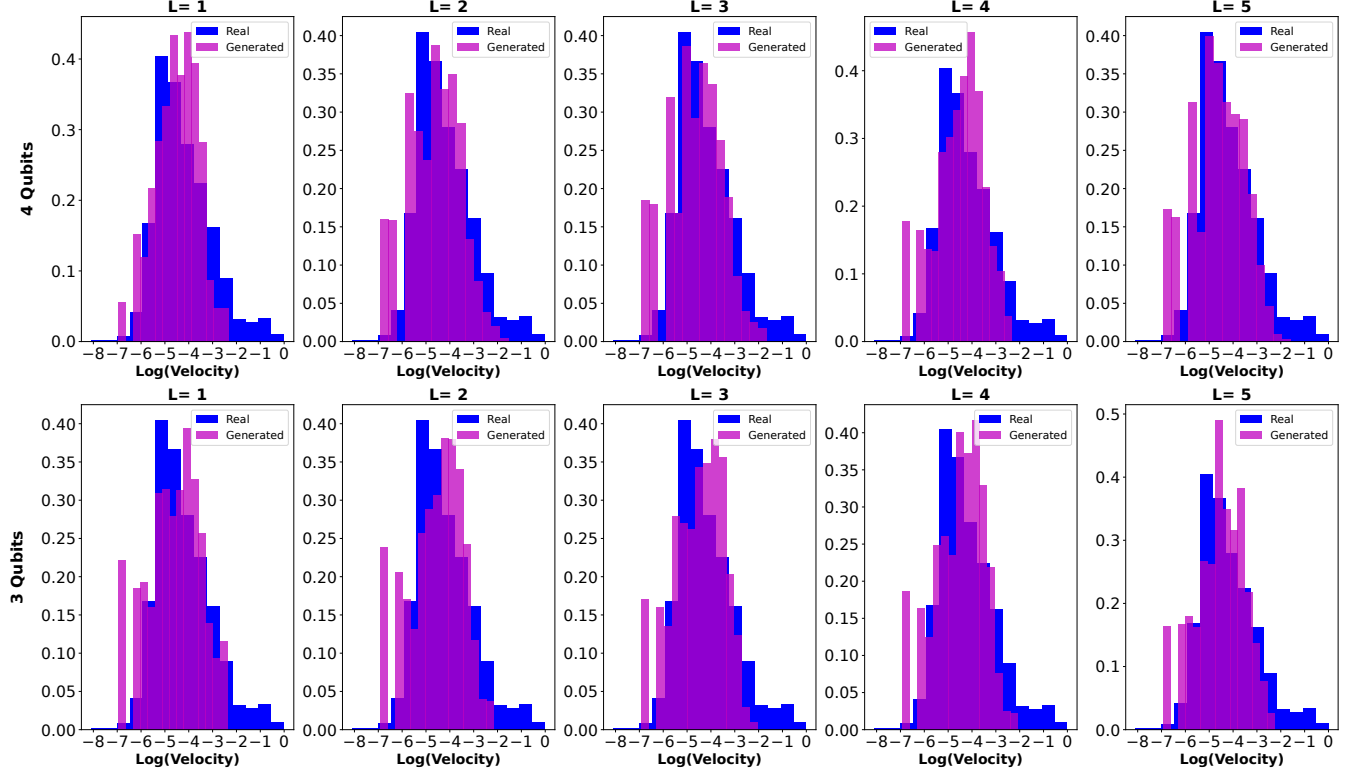 L= 1
L= 2
L= 3
L= 4
L= 5
Real
Generated
Real
Generated
Real
Generated
Real
Generated
Real
Generated
4 Qubits
0.4
0.3
0.2
0.1
0.0
0.40
0.35
0.30
0.25
0.20
0.15
0.10
0.05
0.00
0.40
0.35
0.30
0.25
0.20
0.15
0.10
0.05
0.00
0.4
0.3
0.2
0.1
0.0
0.40
0.35
0.30
0.25
0.20
0.15
0.10
0.05
0.00
−8 −7 −6 −5 −4 −3 −2 −1 0
−8 −7 −6 −5 −4 −3 −2 −1 0
−8 −7 −6 −5 −4 −3 −2 −1 0
−8 −7 −6 −5 −4 −3 −2 −1 0
−8 −7 −6 −5 −4 −3 −2 −1 0
Log(Velocity)
Log(Velocity)
Log(Velocity)
Log(Velocity)
Log(Velocity)
L= 1
L= 2
L= 3
L= 4
L= 5
Real
Generated
Real
Generated
Real
Generated
Real
Generated
Real
Generated
3 Qubits
0.40
0.35
0.30
0.25
0.20
0.15
0.10
0.05
0.00
0.40
0.35
0.30
0.25
0.20
0.15
0.10
0.05
0.00
0.40
0.35
0.30
0.25
0.20
0.15
0.10
0.05
0.00
0.40
0.35
0.30
0.25
0.20
0.15
0.10
0.05
0.00
0.5
0.4
0.3
0.2
0.1
0.0
−8 −7 −6 −5 −4 −3 −2 −1 0
−8 −7 −6 −5 −4 −3 −2 −1 0
−8 −7 −6 −5 −4 −3 −2 −1 0
−8 −7 −6 −5 −4 −3 −2 −1 0
−8 −7 −6 −5 −4 −3 −2 −1 0
Log(Velocity)
Log(Velocity)
Log(Velocity)
Log(Velocity)
Log(Velocity)